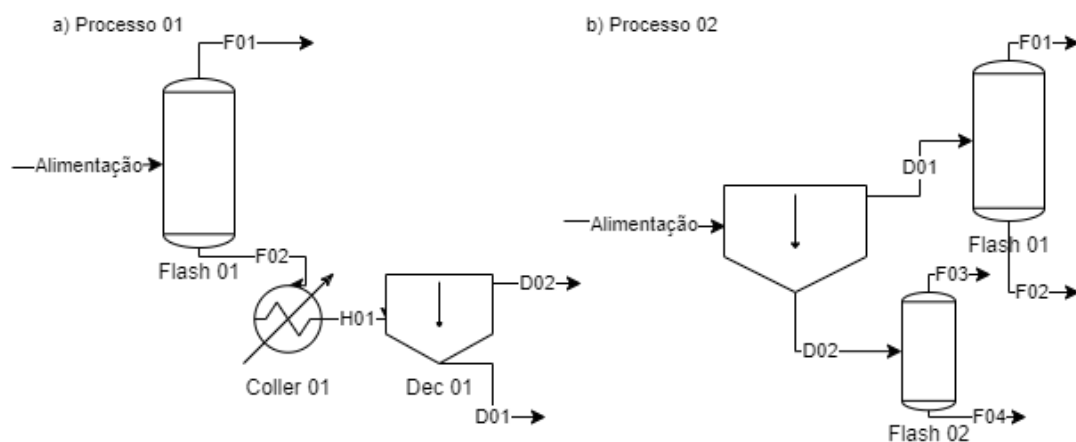 a) Processo 01
F01
Alimentação
Flash 01
F02
H01
D02
Coller 01
Dec 01
D01
b) Processo 02
F01
D01
Alimentação
Flash 01
F02
F03
D02
F04
Flash 02